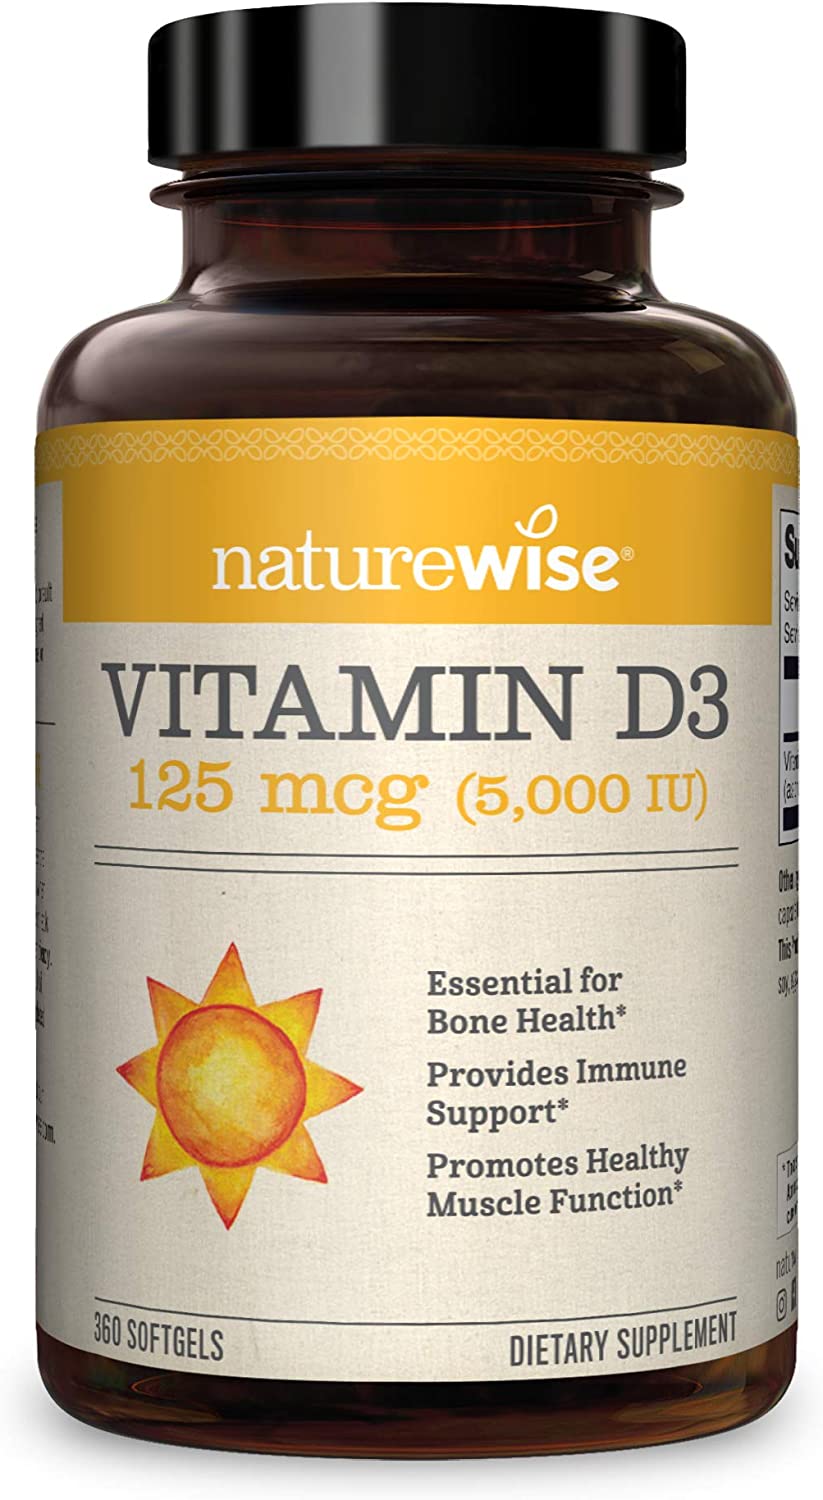 naturewise®
VITAMIN D3
125 mcg (5,000 IU)
Essential for
Bone Health*
Provides Immune
Support*
Promotes Healthy
Muscle Function*
360 SOFTGELS
DIETARY SUPPLEMENT